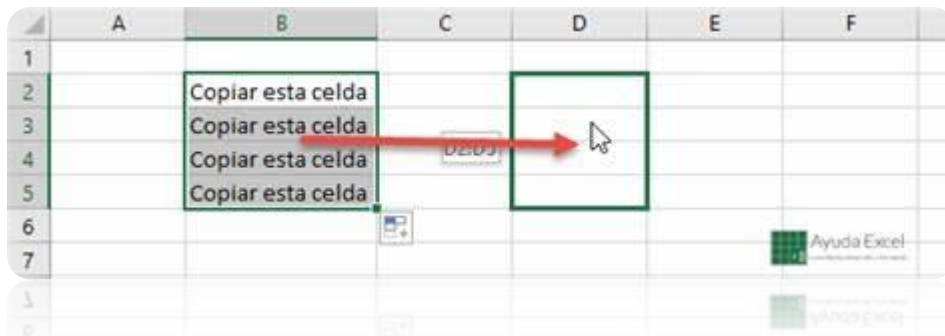 A B C D E F
1
2 Copiar esta celda
3 Copiar esta celda
4 Copiar esta celda
5 Copiar esta celda
6
7
Ayuda Excel